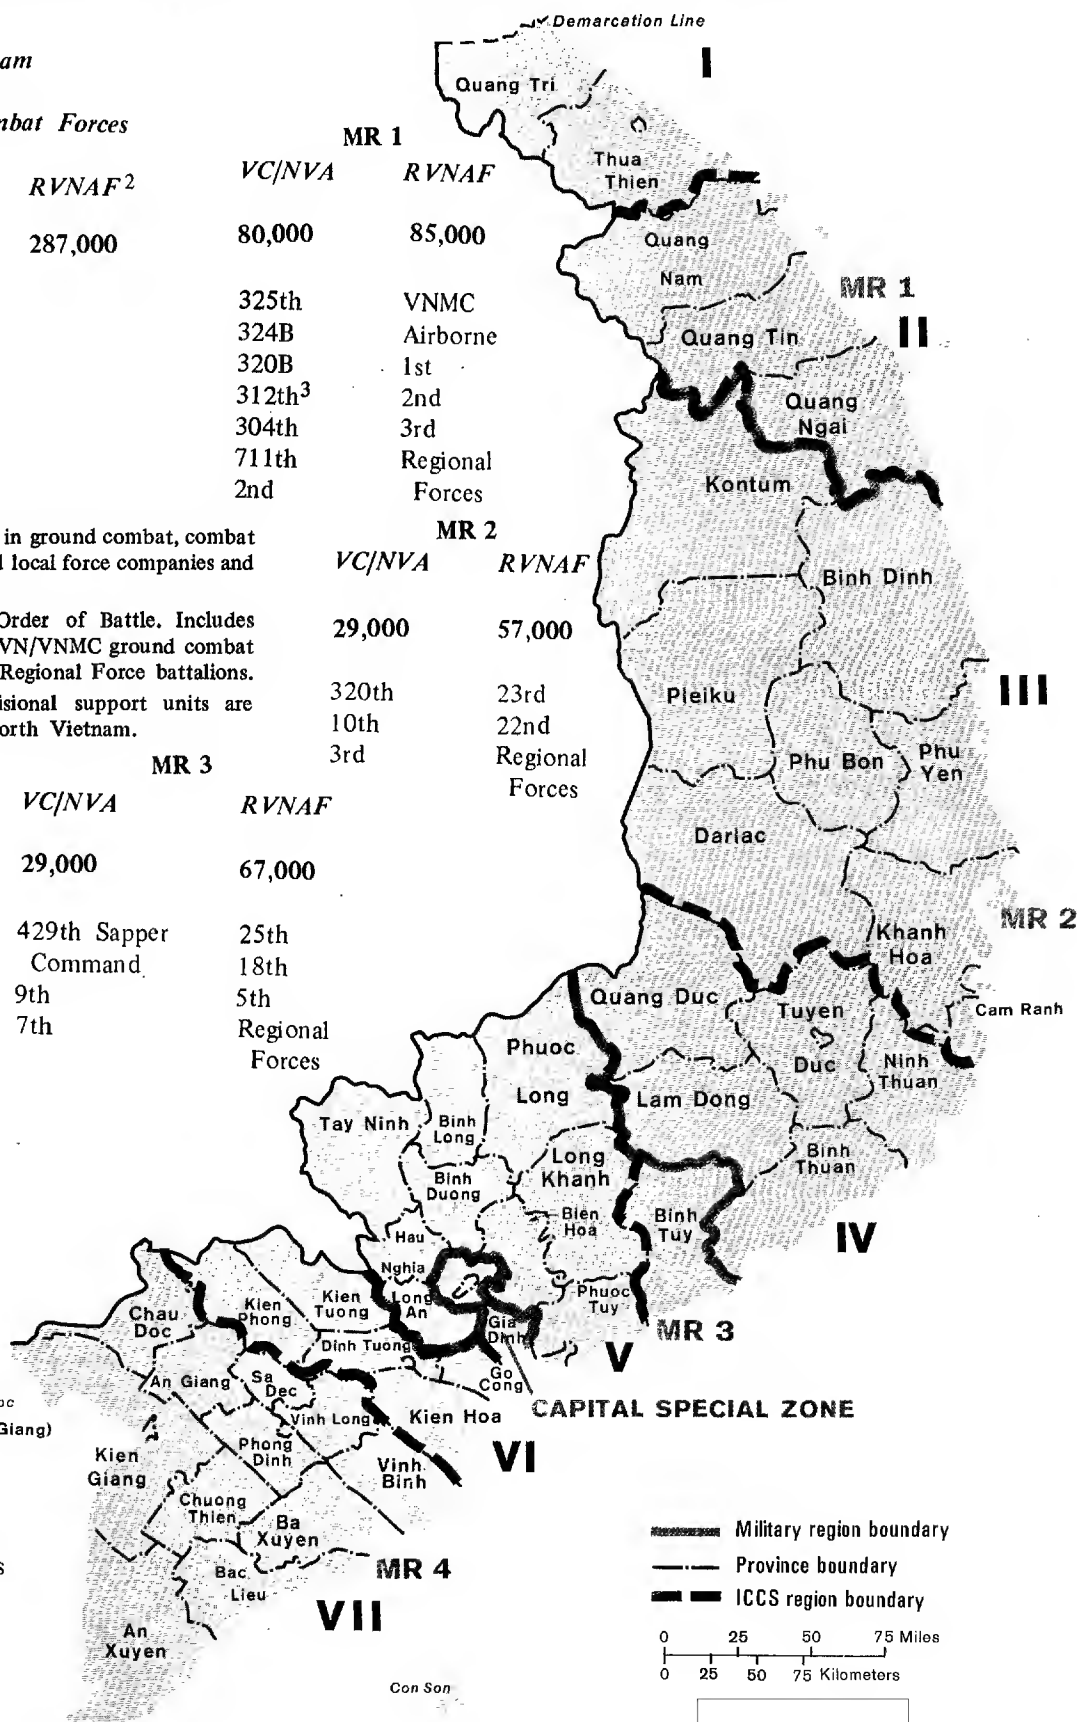 am
nbat Forces
RVNAF2
287,000
MR 1
VC/NVA RVNAF
80,000 85,000
325th VNMC
324B Airborne
320B 1st
312th3 2nd
304th 3rd
711th Regional
2nd Forces
in ground combat, combat
l local force companies and
Order of Battle. Includes
VN/VNMC ground combat
Regional Force battalions.
isional support units are
orth Vietnam.
MR 2
VC/NVA RVNAF
29,000 57,000
320th 23rd
10th 22nd
3rd Regional
Forces
MR 3
VC/NVA RVNAF
29,000 67,000
429th Sapper 25th
Command 18th
9th 5th
7th Regional
Forces
Demarcation Line
I
Quang Tri
Thua
Thien
Quang
Nam
MR 1
II
Quang Tin
Quang
Ngai
Kontum
Binh Dinh
III
Pleiku
Phu Bon
Phu
Yen
Darlac
MR 2
Khanh
Hoa
Cam Ranh
Quang Duc
Tuyen
Duc
Ninh
Thuan
Phuoc
Long
Lam Dong
Binh
Thuan
Tay Ninh
Binh
Long
Long
Khanh
Binh
Duong
Bien
Hoa
Binh
Tuy
IV
Hau
Nghia
Phuoc
Tuy
MR 3
Long
An
Gia
Dinh
V
Kien
Tuong
Kien
Phong
Chau
Doc
Dinh Tuong
Go
Cong
CAPITAL SPECIAL ZONE
An Giang
Sa
Dec
Vinh Long
Kien Hoa
VI
oc
Giang)
Kien
Giang
Phong
Dinh
Vinh
Binh
Chuong
Thien
Ba
Xuyen
MR 4
Bac
Lieu
VII
s
An
Xuyen
Con Son
Military region boundary
Province boundary
ICCS region boundary
0 25 50 75 Miles
0 25 50 75 Kilometers